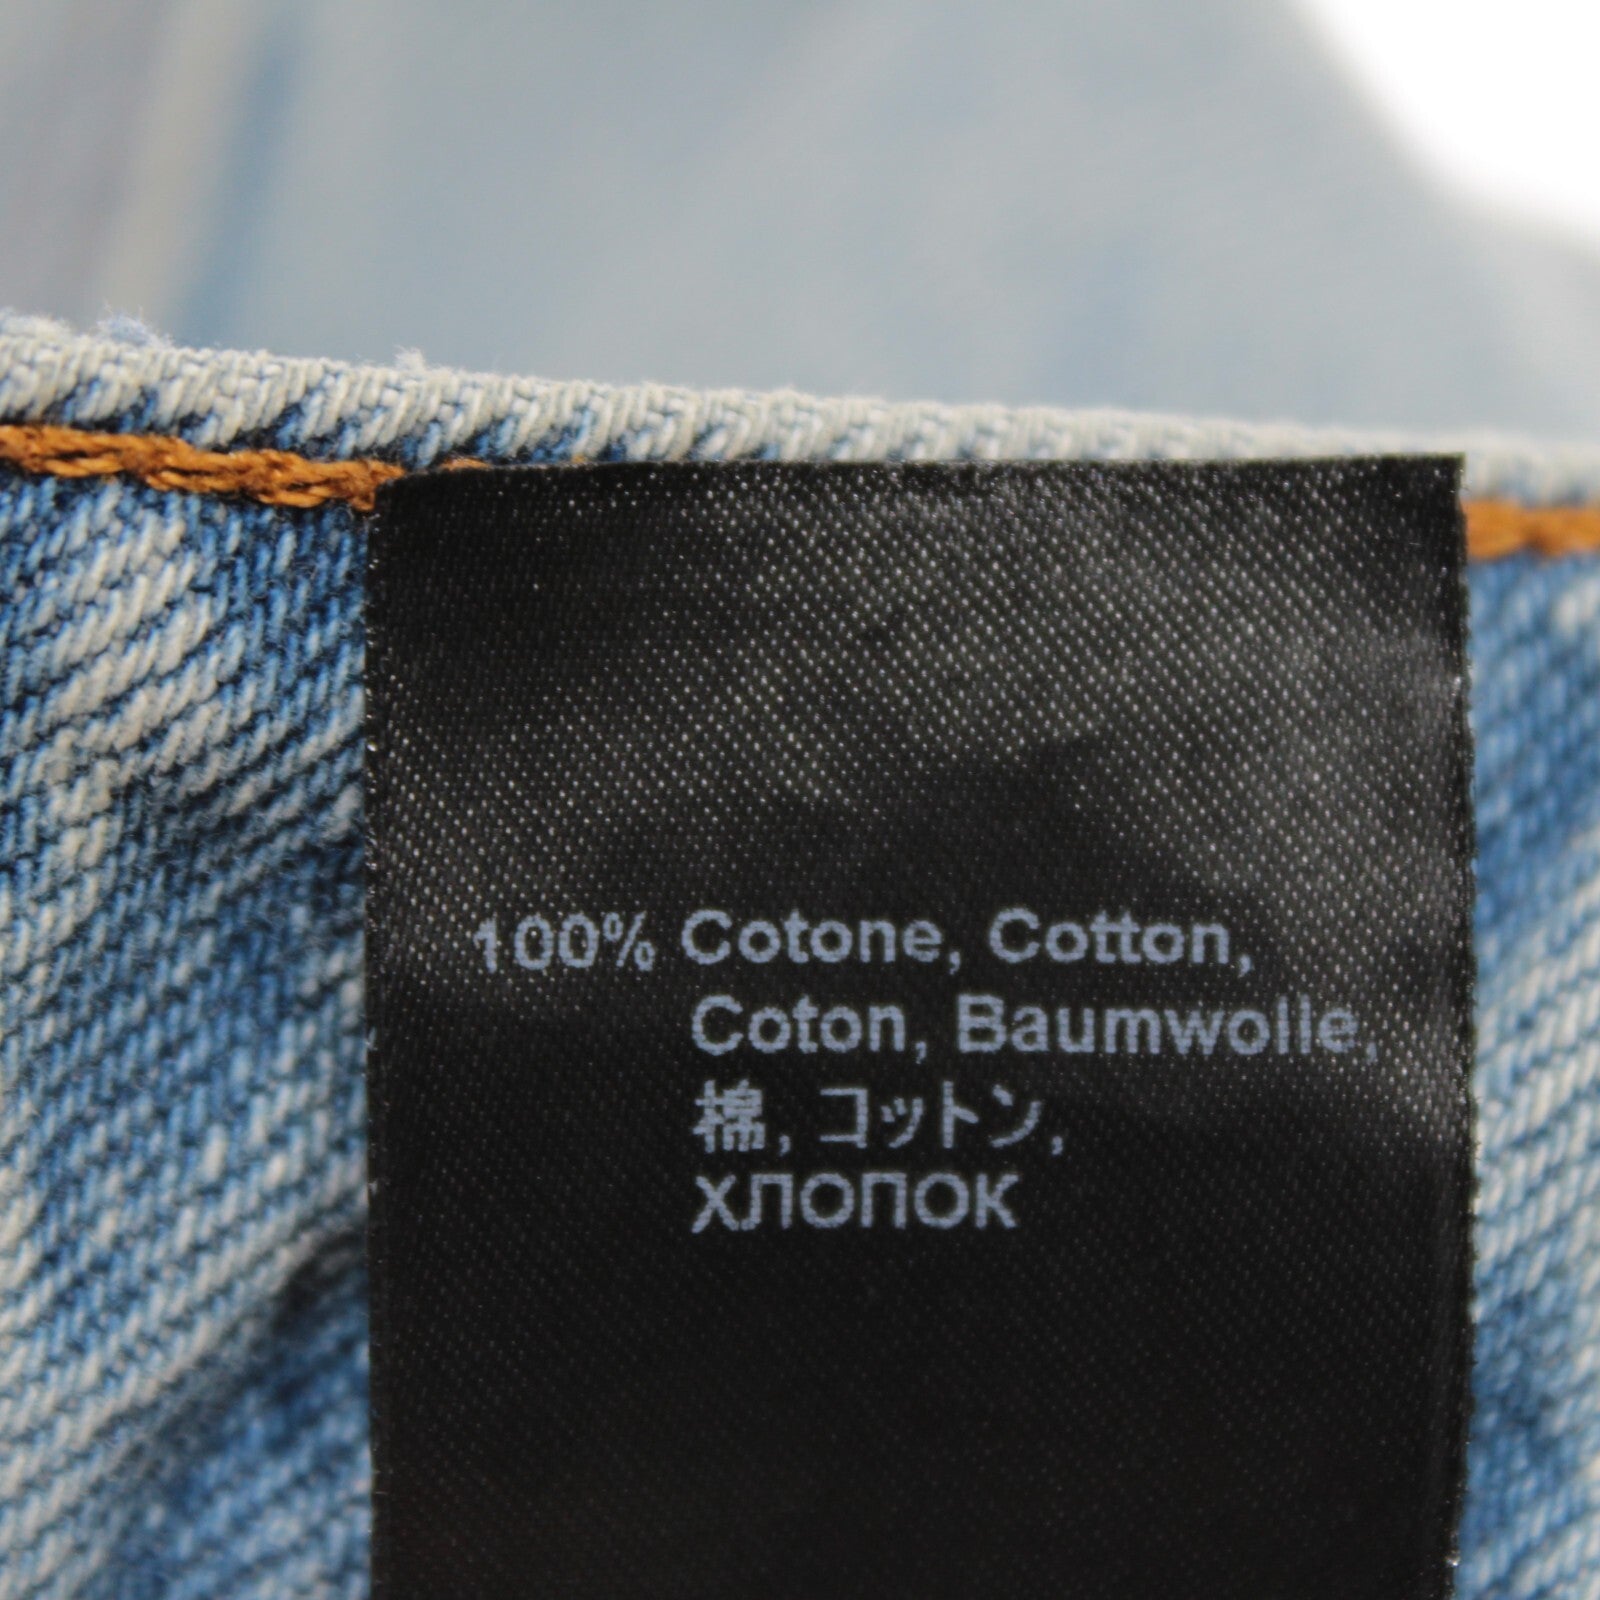 100% Cotone, Cotton,
Coton, Baumwolle,
棉, コットン,
хлопок